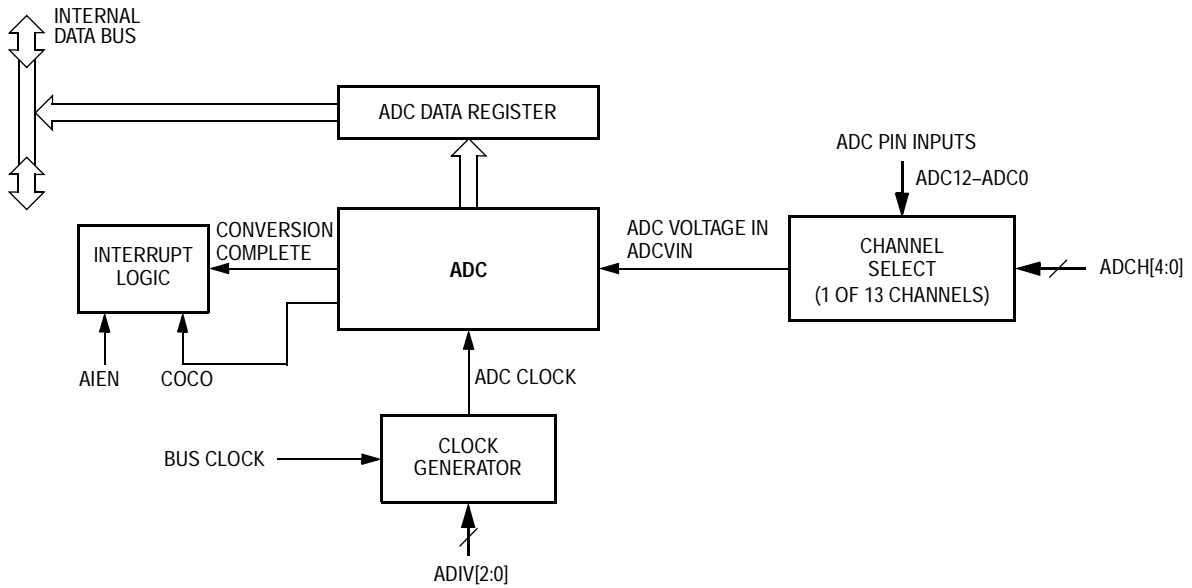 INTERNAL
DATA BUS
ADC DATA REGISTER
ADC PIN INPUTS
ADC12–ADC0
INTERRUPT
LOGIC
CONVERSION
COMPLETE
ADC
ADC VOLTAGE IN
ADCVIN
CHANNEL
SELECT
(1 OF 13 CHANNELS)
ADCH[4:0]
AIEN
COCO
ADC CLOCK
BUS CLOCK
CLOCK
GENERATOR
ADIV[2:0]